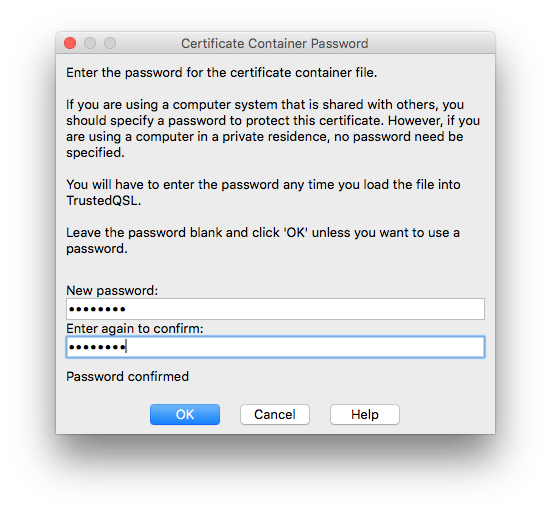 Certificate Container Password
Enter the password for the certificate container file.
If you are using a computer system that is shared with others, you
should specify a password to protect this certificate. However, if you
are using a computer in a private residence, no password need be
specified.
You will have to enter the password any time you load the file into
TrustedQSL.
Leave the password blank and click 'OK' unless you want to use a
password.
New password:
••••••••
Enter again to confirm:
••••••••
Password confirmed
OK Cancel Help